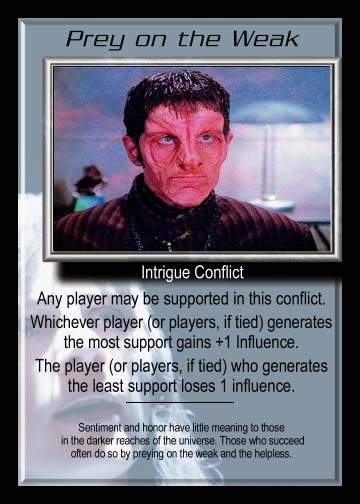 Prey on the Weak
Intrigue Conflict
Any player may be supported in this conflict.
Whichever player (or players, if tied) generates
the most support gains +1 Influence.
The player (or players, if tied) who generates
the least support loses 1 influence.
Sentiment and honor have little meaning to those
in the darker reaches of the universe. Those who succeed
often do so by preying on the weak and the helpless.